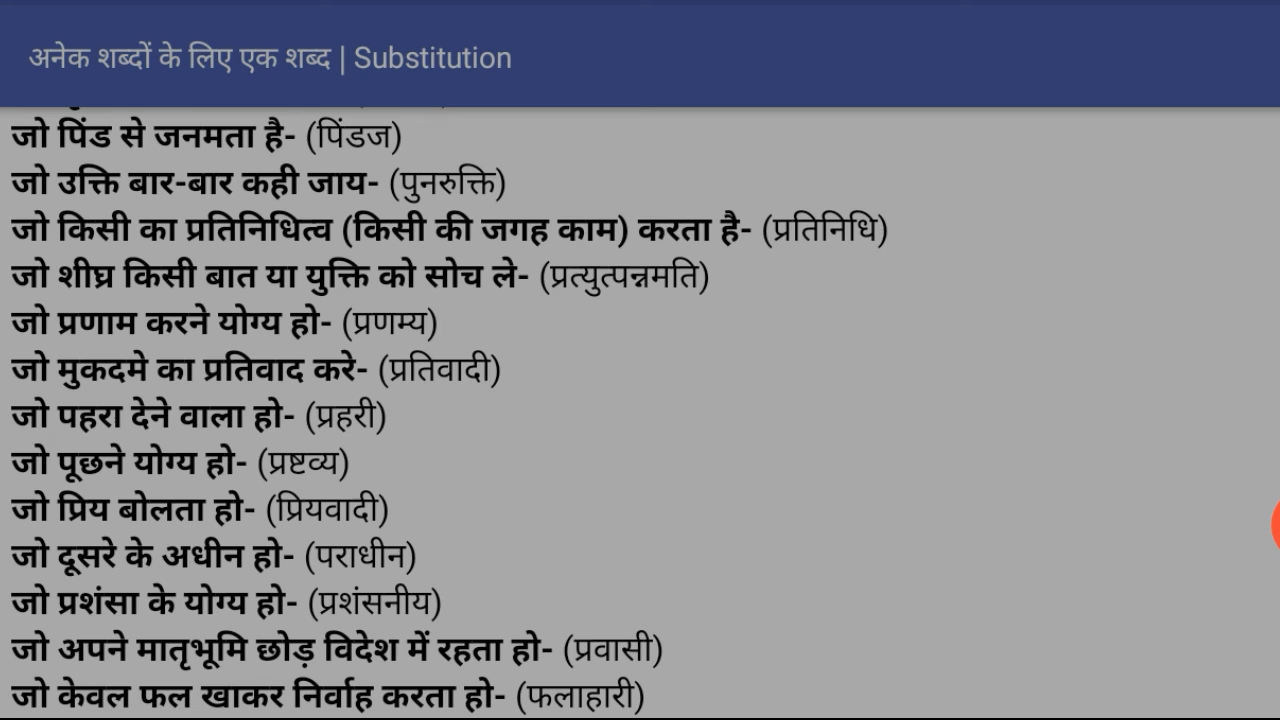 अनेक शब्दों के लिए एक शब्द | Substitution
जो पिंड से जनमता है- (पिंडज)
जो उक्ति बार-बार कही जाय- (पुनरुक्ति)
जो किसी का प्रतिनिधित्व (किसी की जगह काम) करता है- (प्रतिनिधि)
जो शीघ्र किसी बात या युक्ति को सोच ले- (प्रत्युत्पन्नमति)
जो प्रणाम करने योग्य हो- (प्रणम्य)
जो मुकदमे का प्रतिवाद करे- (प्रतिवादी)
जो पहरा देने वाला हो- (प्रहरी)
जो पूछने योग्य हो- (प्रष्टव्य)
जो प्रिय बोलता हो- (प्रियवादी)
जो दूसरे के अधीन हो- (पराधीन)
जो प्रशंसा के योग्य हो- (प्रशंसनीय)
जो अपने मातृभूमि छोड़ विदेश में रहता हो- (प्रवासी)
जो केवल फल खाकर निर्वाह करता हो- (फलाहारी)